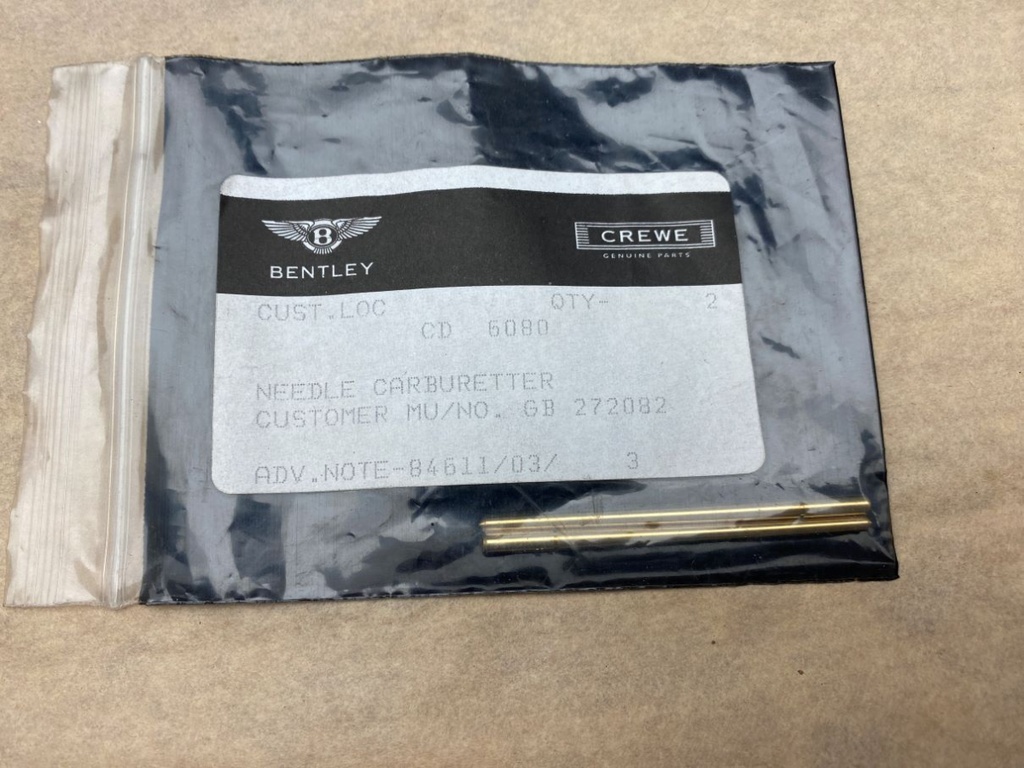 B
BENTLEY
CREWE
GENUINE PARTS
CUST.LOC QTY- 2
CD 6080
NEEDLE CARBURETTER
CUSTOMER MU/NO. GB 272082
ADV.NOTE-84611/03/ 3